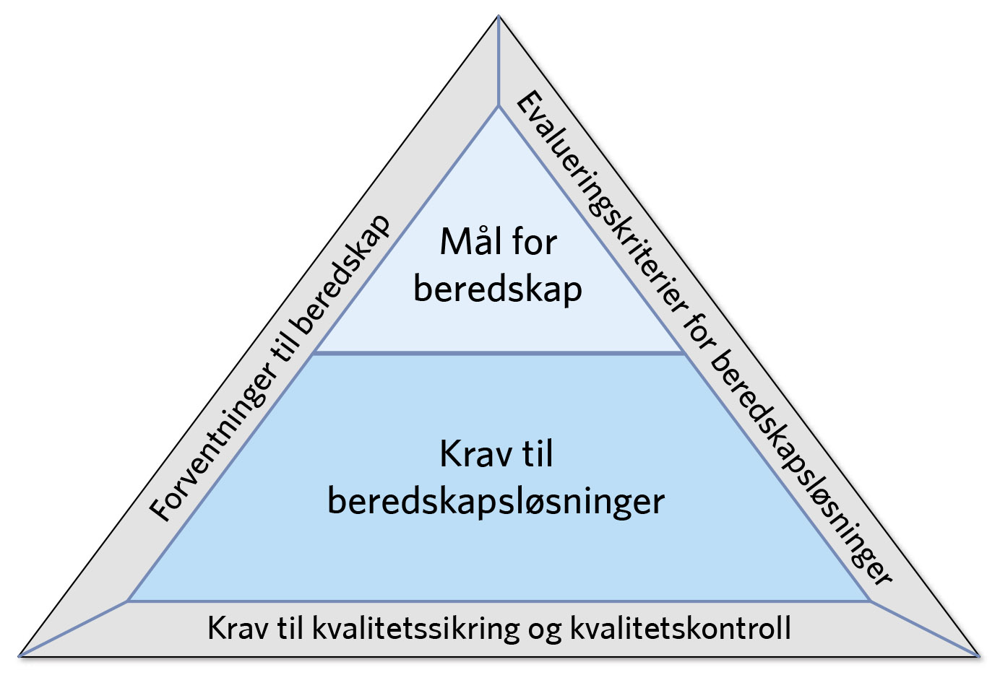 Forventninger til beredskap
Evalueringskriterier for beredskapsløsninger
Mål for
beredskap
Krav til
beredskapsløsninger
Krav til kvalitetssikring og kvalitetskontroll